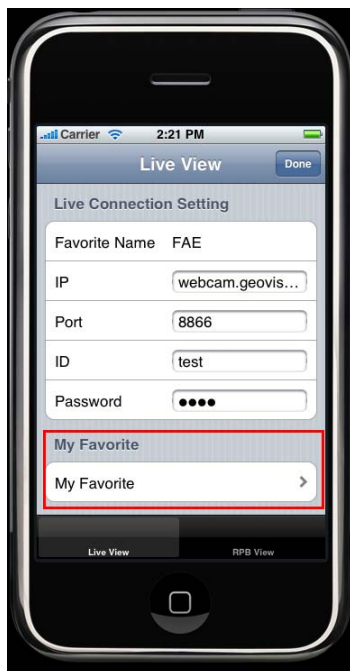 Carrier 2:21 PM
Live View Done
Live Connection Setting
Favorite Name FAE
IP webcam.geovis...
Port 8866
ID test
Password ●●●●
My Favorite
My Favorite
Live View RPB View